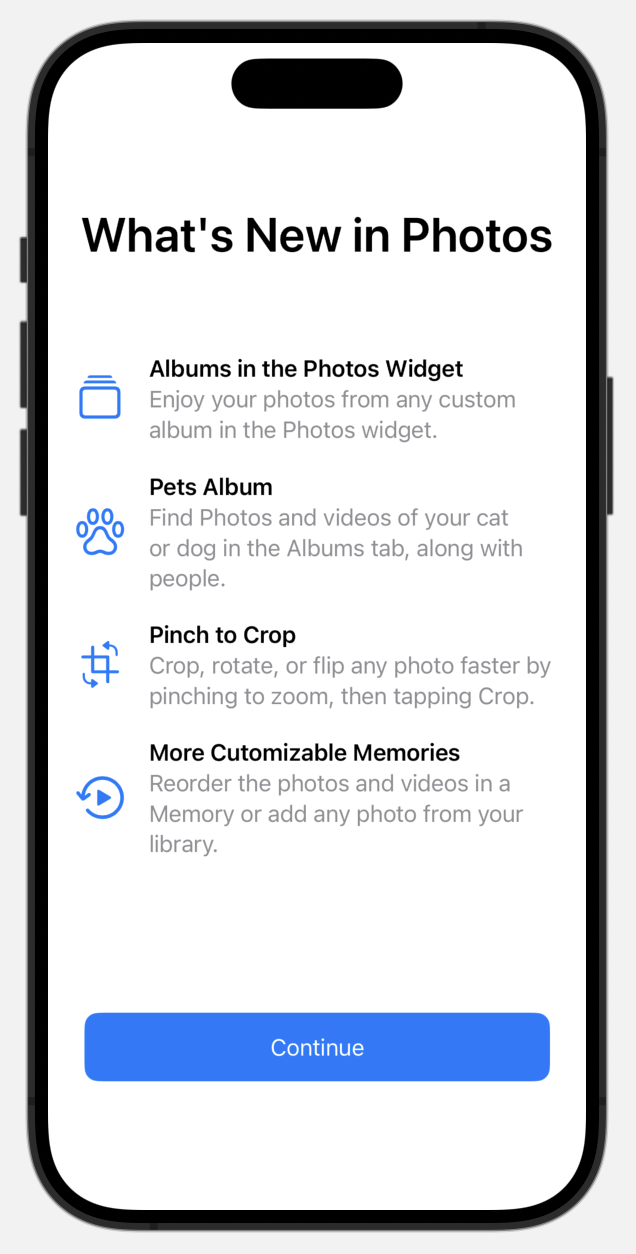 What's New in Photos
Albums in the Photos Widget
Enjoy your photos from any custom
album in the Photos widget.
Pets Album
Find Photos and videos of your cat
or dog in the Albums tab, along with
people.
Pinch to Crop
Crop, rotate, or flip any photo faster by
pinching to zoom, then tapping Crop.
More Cutomizable Memories
Reorder the photos and videos in a
Memory or add any photo from your
library.
Continue